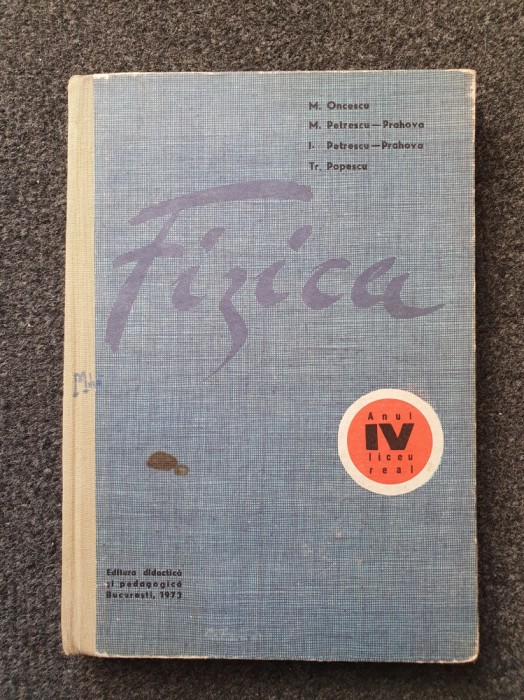 M. Oncescu
M. Petrescu—Prahova
I. Petrescu—Prahova
Tr. Popescu
Fizica
Anul
IV
liceu
real
Editura didactică
și pedagogică
București, 1973